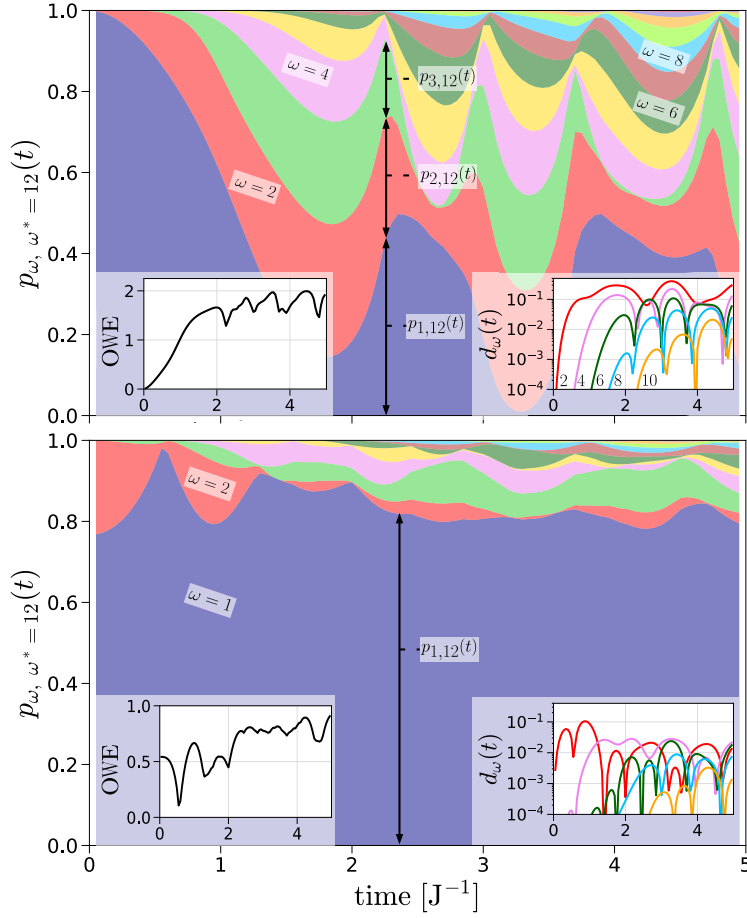 1.0
0.8
0.6
0.4
0.2
0.0
p_{ω, ω* = 12}(t)
ω = 4
ω = 2
ω = 8
ω = 6
p_{3,12}(t)
p_{2,12}(t)
p_{1,12}(t)
OWE
2
1
0
0 2 4
d_ω(t)
10^{-1}
10^{-2}
10^{-3}
10^{-4}
2 4 6 8 10
0 2 4
1.0
0.8
0.6
0.4
0.2
0.0
p_{ω, ω* = 12}(t)
ω = 2
ω = 1
p_{1,12}(t)
OWE
1.0
0.5
0.0
0 2 4
d_ω(t)
10^{-1}
10^{-2}
10^{-3}
10^{-4}
0 2 4
0 1 2 3 4 5
time [J^{-1}]